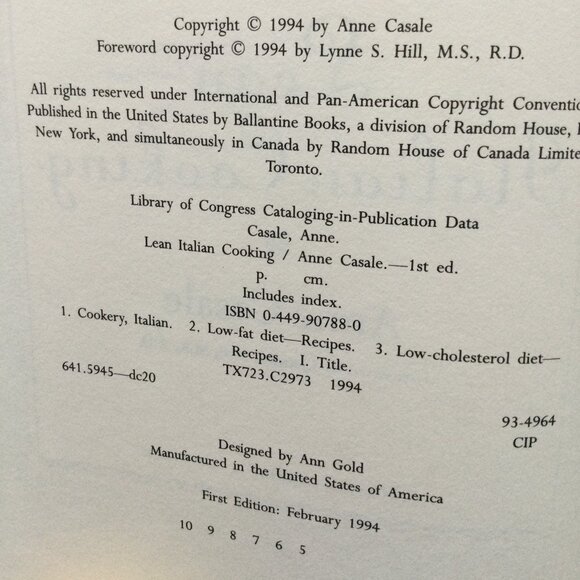 Copyright © 1994 by Anne Casale
Foreword copyright © 1994 by Lynne S. Hill, M.S., R.D.
All rights reserved under International and Pan-American Copyright Conventio
Published in the United States by Ballantine Books, a division of Random House, I
New York, and simultaneously in Canada by Random House of Canada Limite
Toronto.
Library of Congress Cataloging-in-Publication Data
Casale, Anne.
Lean Italian Cooking / Anne Casale.—1st ed.
p. cm.
Includes index.
ISBN 0-449-90788-0
1. Cookery, Italian. 2. Low-fat diet—Recipes. 3. Low-cholesterol diet—
Recipes. I. Title.
TX723.C2973 1994
641.5945—dc20
93-4964
CIP
Designed by Ann Gold
Manufactured in the United States of America
First Edition: February 1994
10 9 8 7 6 5